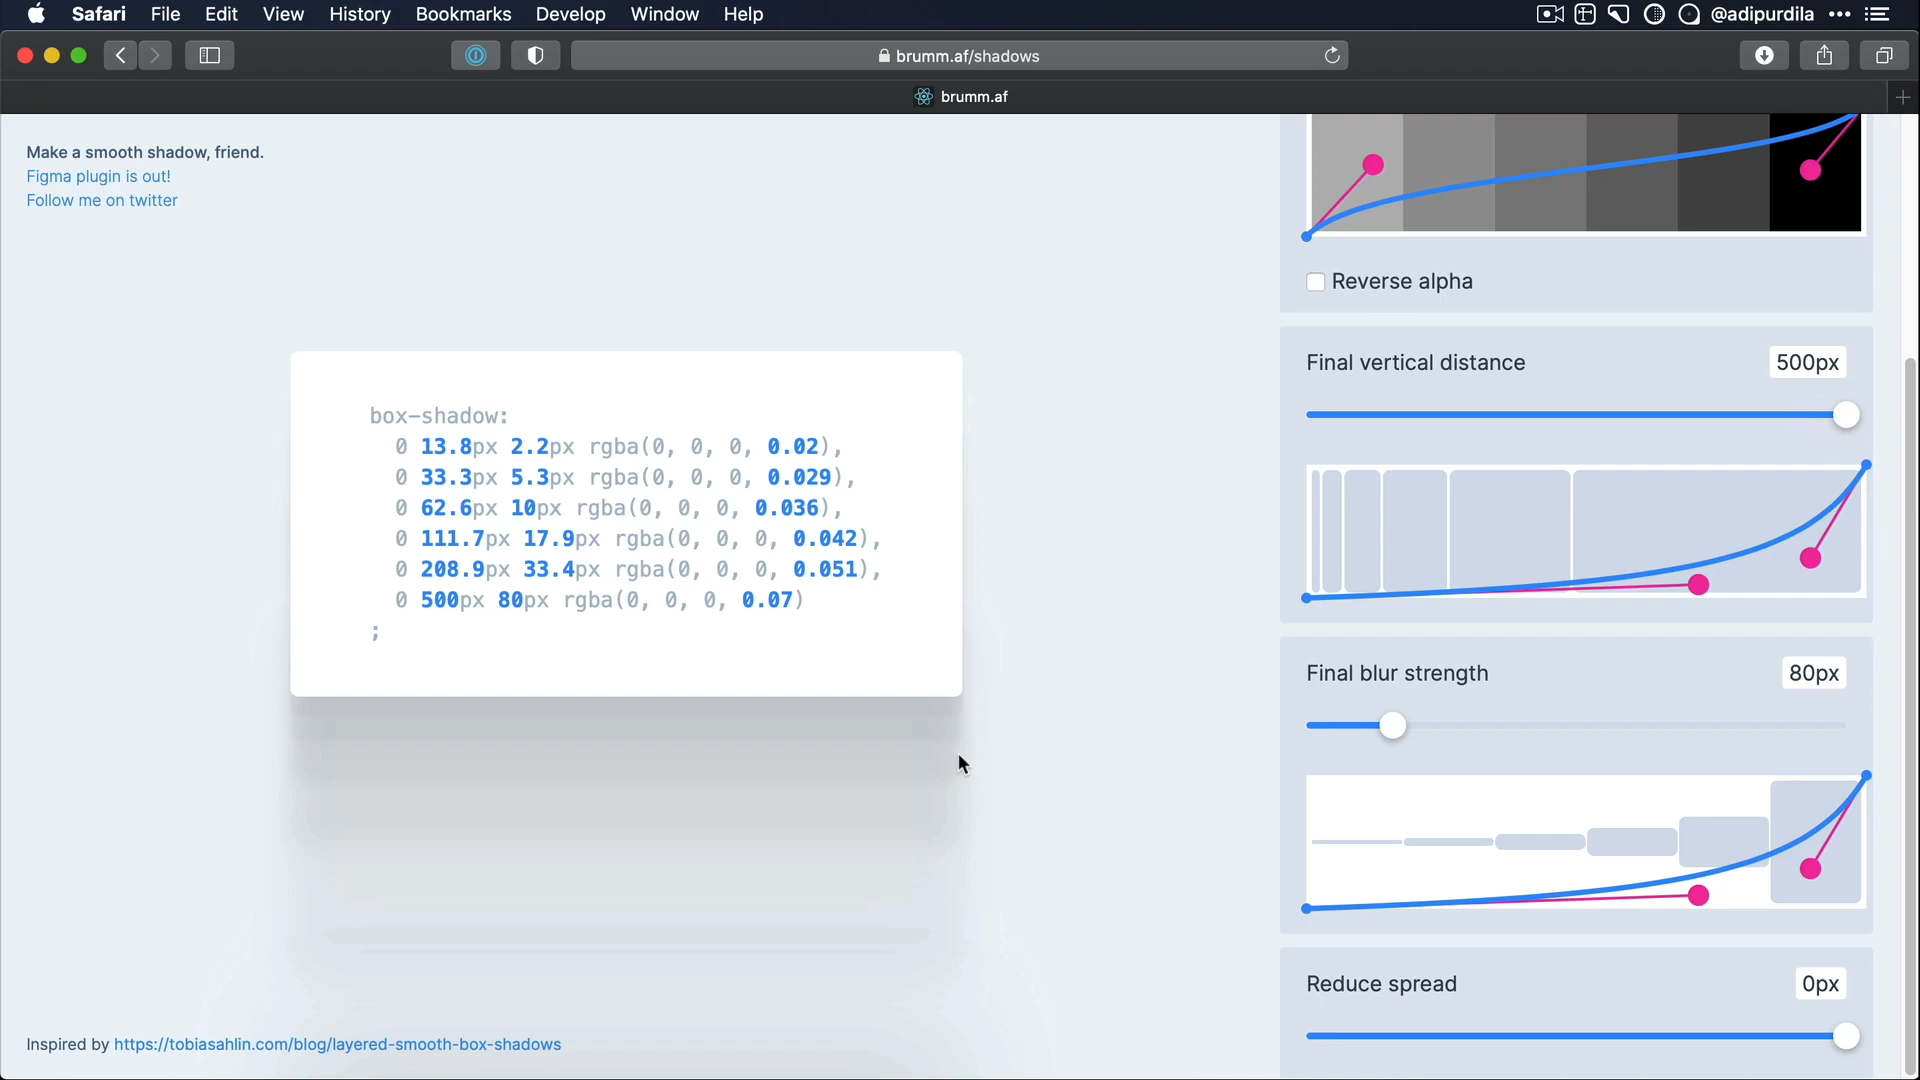 Safari File Edit View History Bookmarks Develop Window Help @adipurdila
brumm.af/shadows
brumm.af
Make a smooth shadow, friend.
Figma plugin is out!
Follow me on twitter
box-shadow:
0 13.8px 2.2px rgba(0, 0, 0, 0.02),
0 33.3px 5.3px rgba(0, 0, 0, 0.029),
0 62.6px 10px rgba(0, 0, 0, 0.036),
0 111.7px 17.9px rgba(0, 0, 0, 0.042),
0 208.9px 33.4px rgba(0, 0, 0, 0.051),
0 500px 80px rgba(0, 0, 0, 0.07)
;
Inspired by https://tobiasahlin.com/blog/layered-smooth-box-shadows
Reverse alpha
Final vertical distance 500px
Final blur strength 80px
Reduce spread 0px